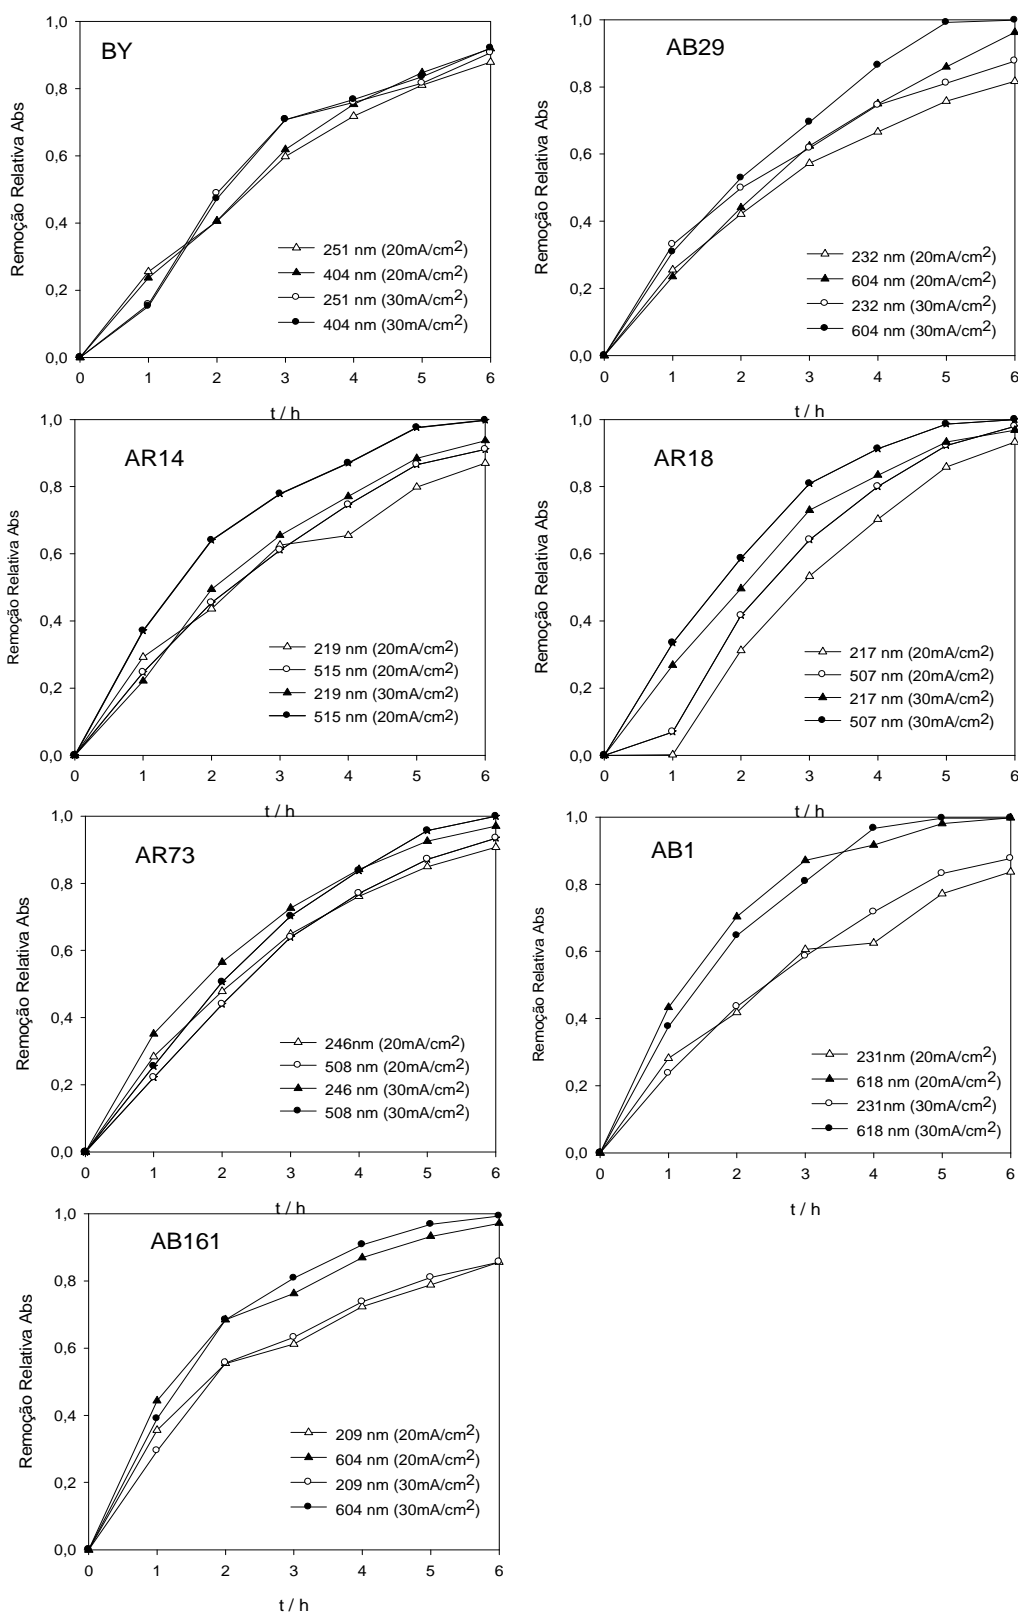 BY
Remoção Relativa Abs
1,0
0,8
0,6
0,4
0,2
0,0
251 nm (20mA/cm2)
404 nm (20mA/cm2)
251 nm (30mA/cm2)
404 nm (30mA/cm2)
0 1 2 3 4 5 6
t / h
AB29
Remoção Relativa Abs
1,0
0,8
0,6
0,4
0,2
0,0
232 nm (20mA/cm2)
604 nm (20mA/cm2)
232 nm (30mA/cm2)
604 nm (30mA/cm2)
0 1 2 3 4 5 6
t / h
AR14
Remoção Relativa Abs
1,0
0,8
0,6
0,4
0,2
0,0
219 nm (20mA/cm2)
515 nm (20mA/cm2)
219 nm (30mA/cm2)
515 nm (20mA/cm2)
0 1 2 3 4 5 6
t / h
AR18
Remoção Relativa Abs
1,0
0,8
0,6
0,4
0,2
0,0
217 nm (20mA/cm2)
507 nm (20mA/cm2)
217 nm (30mA/cm2)
507 nm (30mA/cm2)
0 1 2 3 4 5 6
t / h
AR73
Remoção Relativa Abs
1,0
0,8
0,6
0,4
0,2
0,0
246nm (20mA/cm2)
508 nm (20mA/cm2)
246 nm (30mA/cm2)
508 nm (30mA/cm2)
0 1 2 3 4 5 6
t / h
AB1
Remoção Relativa Abs
1,0
0,8
0,6
0,4
0,2
0,0
231nm (20mA/cm2)
618 nm (20mA/cm2)
231nm (30mA/cm2)
618 nm (30mA/cm2)
0 1 2 3 4 5 6
t / h
AB161
Remoção Relativa Abs
1,0
0,8
0,6
0,4
0,2
0,0
209 nm (20mA/cm2)
604 nm (20mA/cm2)
209 nm (30mA/cm2)
604 nm (30mA/cm2)
0 1 2 3 4 5 6
t / h